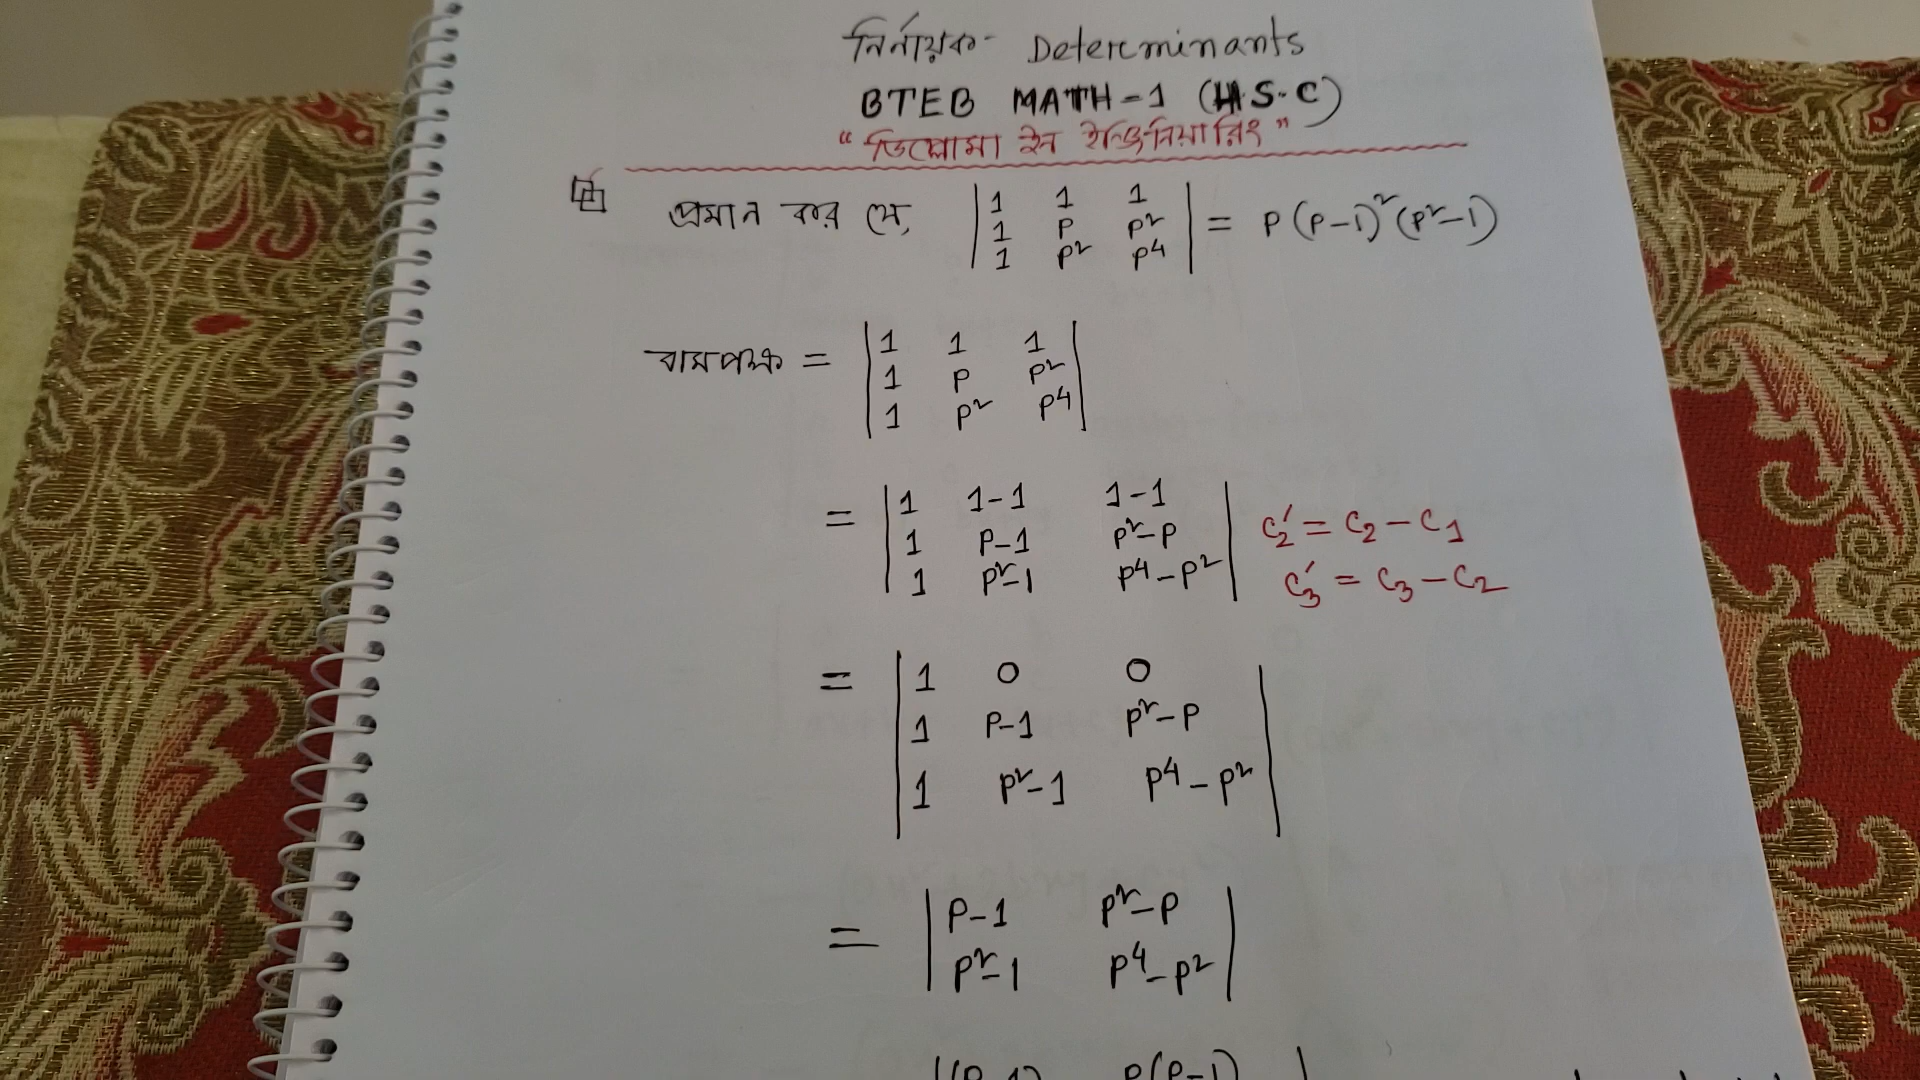 নির্নায়ক- Determinants
BTEB MATH-1 (H.S.C)
"ডিপ্লোমা ইন ইঞ্জিনিয়ারিং"
প্রমান কর যে, | 1 1 1 | = P(P-1)²(P²-1)
| 1 P P² |
| 1 P² P⁴ |
বামপক্ষ = | 1 1 1 |
| 1 P P² |
| 1 P² P⁴ |
= | 1 1-1 1-1 |
| 1 P-1 P²-P | C₂′ = C₂ - C₁
| 1 P²-1 P⁴-P² | C₃′ = C₃ - C₂
= | 1 0 0 |
| 1 P-1 P²-P |
| 1 P²-1 P⁴-P² |
= | P-1 P²-P |
| P²-1 P⁴-P² |
P(P-1) |